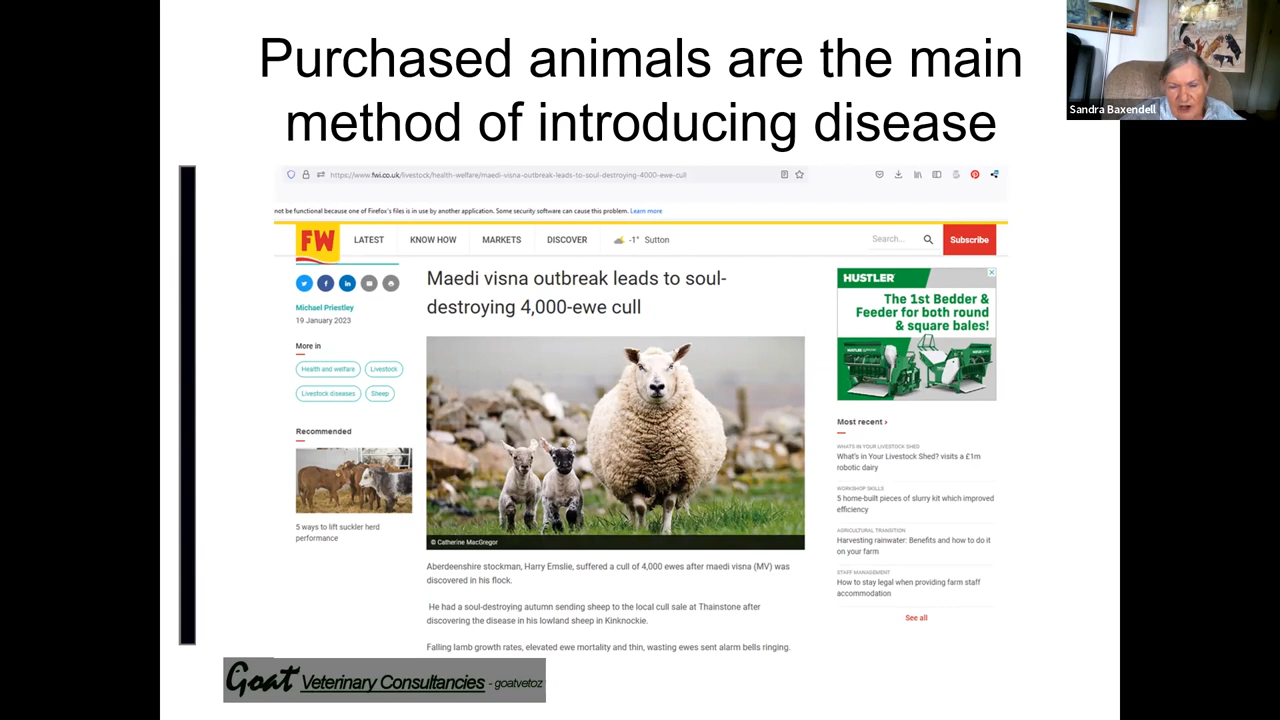 Purchased animals are the main
method of introducing disease
Sandra Baxendell
https://www.fwi.co.uk/livestock/health-welfare/maedi-visna-outbreak-leads-to-soul-destroying-4000-ewe-cull
not be functional because one of Firefox's files is in use by another application. Some security software can cause this problem. Learn more
FW
LATEST
KNOW HOW
MARKETS
DISCOVER
-1° Sutton
Search...
Subscribe
Michael Priestley
19 January 2023
More in
Health and welfare
Livestock
Livestock diseases
Sheep
Recommended
5 ways to lift suckler herd
performance
Maedi visna outbreak leads to soul-
destroying 4,000-ewe cull
© Catherine MacGregor
Aberdeenshire stockman, Harry Emslie, suffered a cull of 4,000 ewes after maedi visna (MV) was
discovered in his flock.
He had a soul-destroying autumn sending sheep to the local cull sale at Thainstone after
discovering the disease in his lowland sheep in Kinknockie.
Falling lamb growth rates, elevated ewe mortality and thin, wasting ewes sent alarm bells ringing.
HUSTLER
The 1st Bedder &
Feeder for both round
& square bales!
Most recent ›
WHAT'S IN YOUR LIVESTOCK SHED
What's in Your Livestock Shed? visits a £1m
robotic dairy
WORKSHOP SKILLS
5 home-built pieces of slurry kit which improved
efficiency
AGRICULTURAL TRANSITION
Harvesting rainwater: Benefits and how to do it
on your farm
STAFF MANAGEMENT
How to stay legal when providing farm staff
accommodation
See all
Goat Veterinary Consultancies - goatvetoz